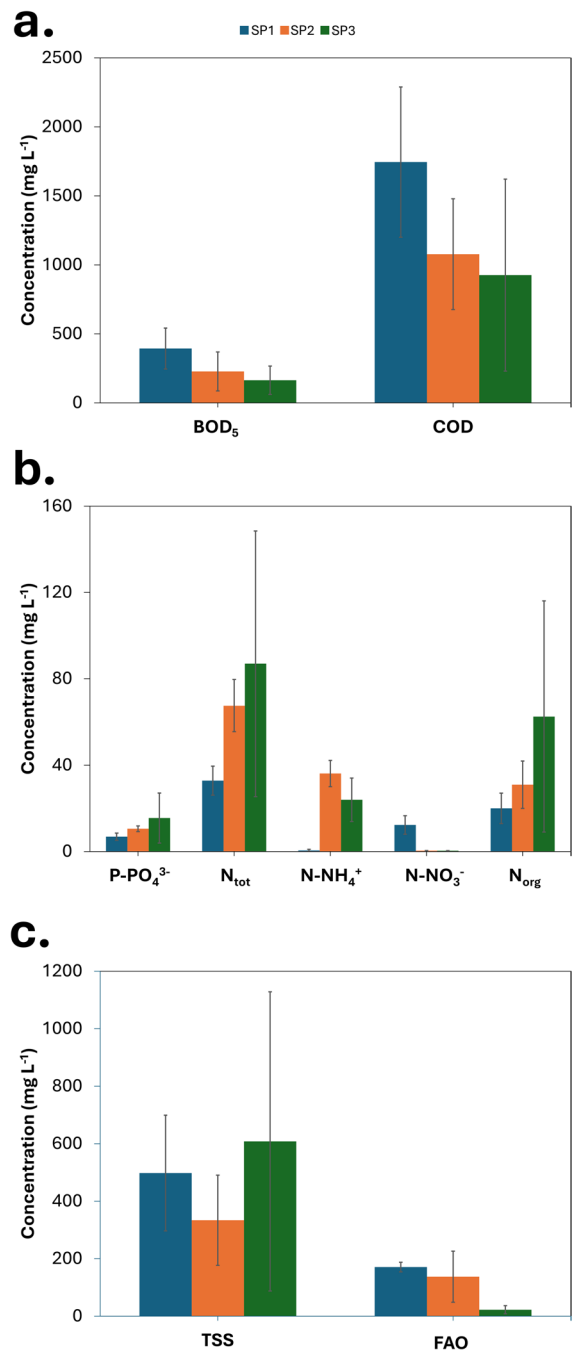 a.
SP1 SP2 SP3
Concentration (mg L⁻¹)
2500
2000
1500
1000
500
0
BOD₅ COD
b.
Concentration (mg L⁻¹)
160
120
80
40
0
P-PO₄³⁻ Nₜₒₜ N-NH₄⁺ N-NO₃⁻ Nₒᵣg
c.
Concentration (mg L⁻¹)
1200
1000
800
600
400
200
0
TSS FAO